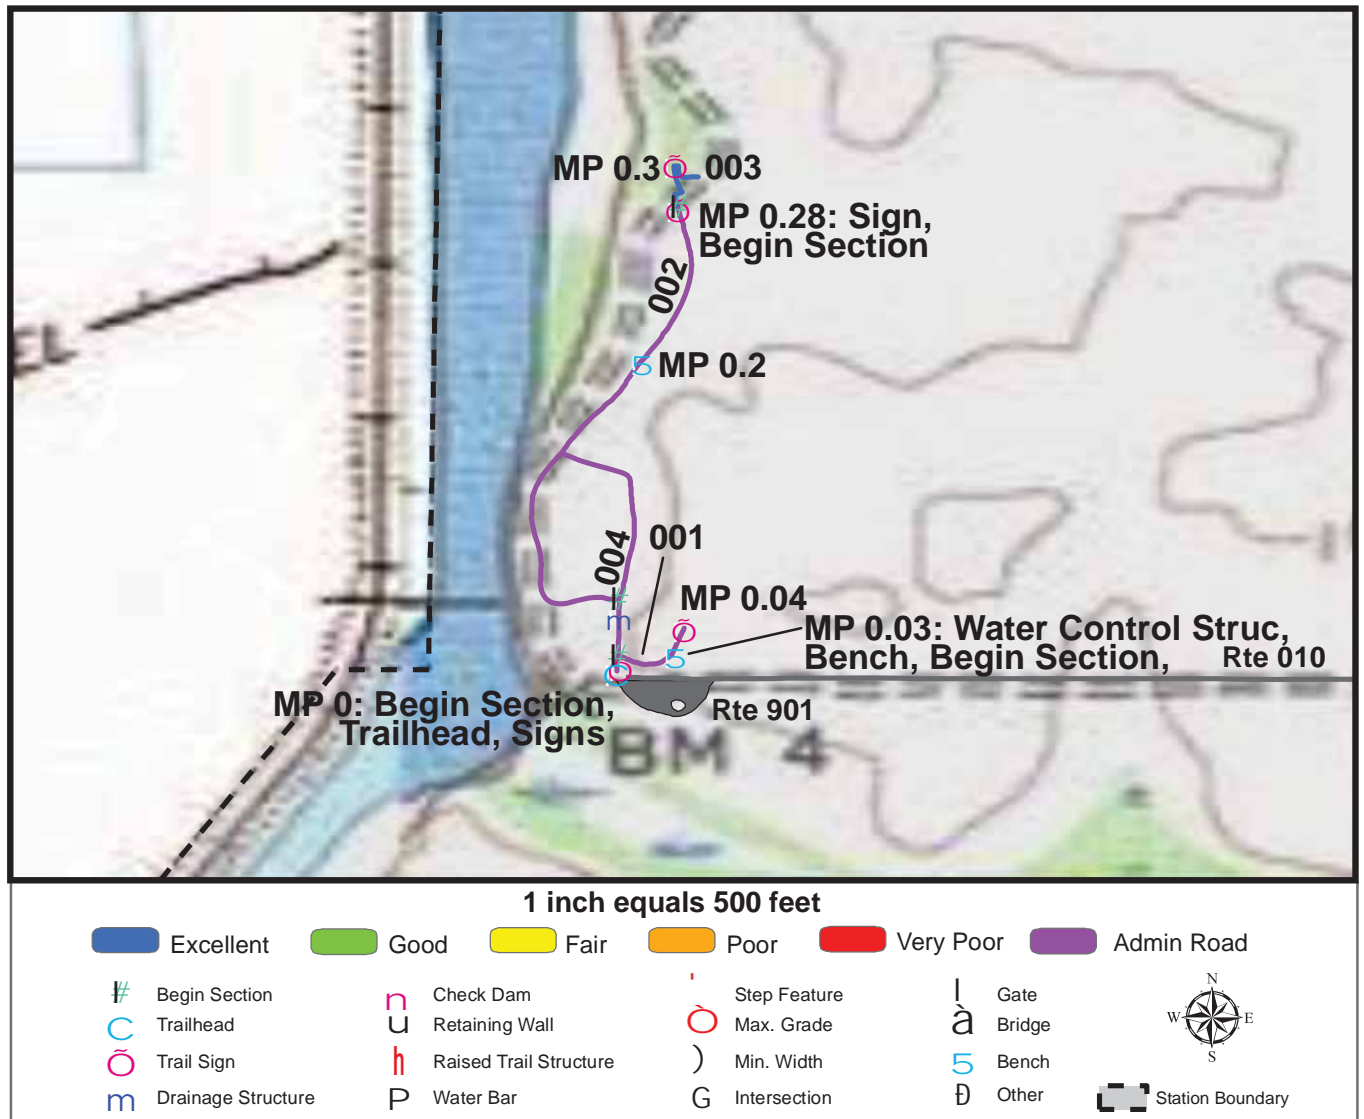 MP 0.3
003
MP 0.28: Sign,
Begin Section
002
5 MP 0.2
EL
004
001
MP 0.04
m
5
MP 0.03: Water Control Struc,
Bench, Begin Section,
Rte 010
MP 0: Begin Section,
Trailhead, Signs
Rte 901
BM 4
1 inch equals 500 feet
Excellent
Good
Fair
Poor
Very Poor
Admin Road
# Begin Section
n Check Dam
Step Feature
Gate
C Trailhead
u Retaining Wall
Ò Max. Grade
à Bridge
Õ Trail Sign
h Raised Trail Structure
) Min. Width
5 Bench
m Drainage Structure
P Water Bar
G Intersection
Đ Other
Station Boundary
N
W E
S